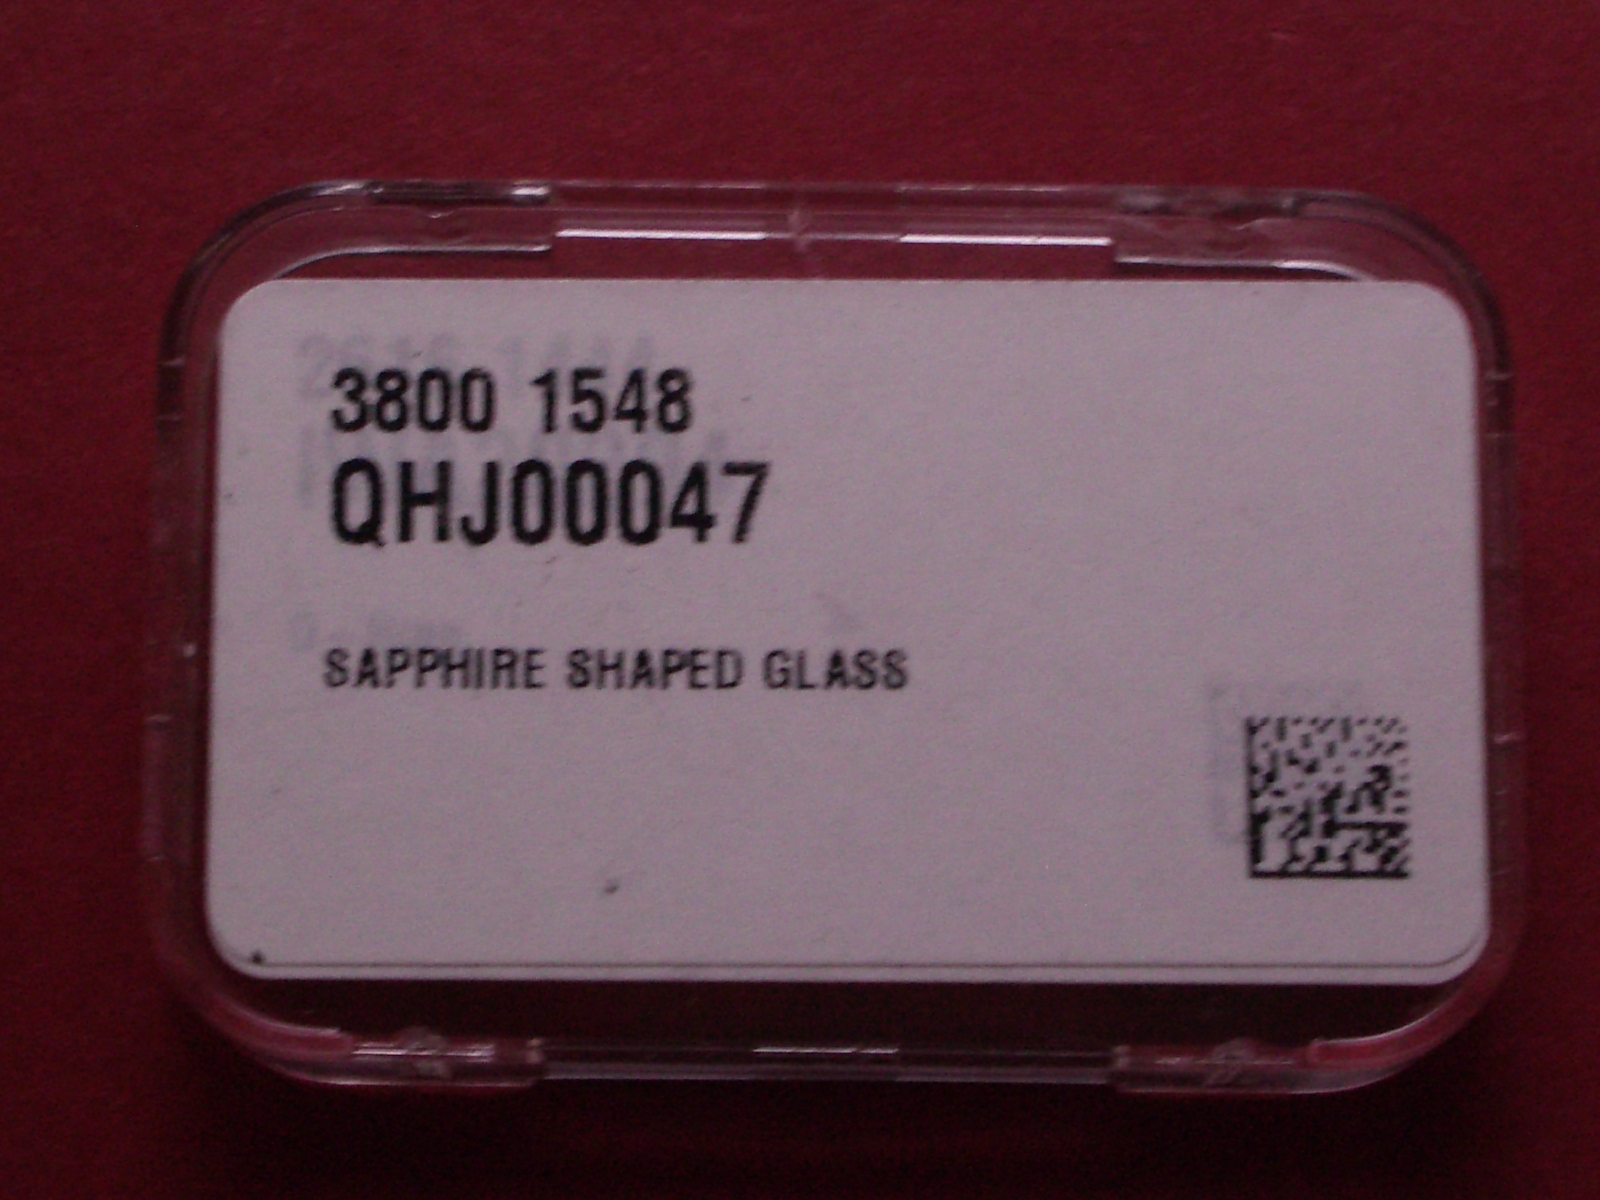 3800 1548
QHJ00047
SAPPHIRE SHAPED GLASS